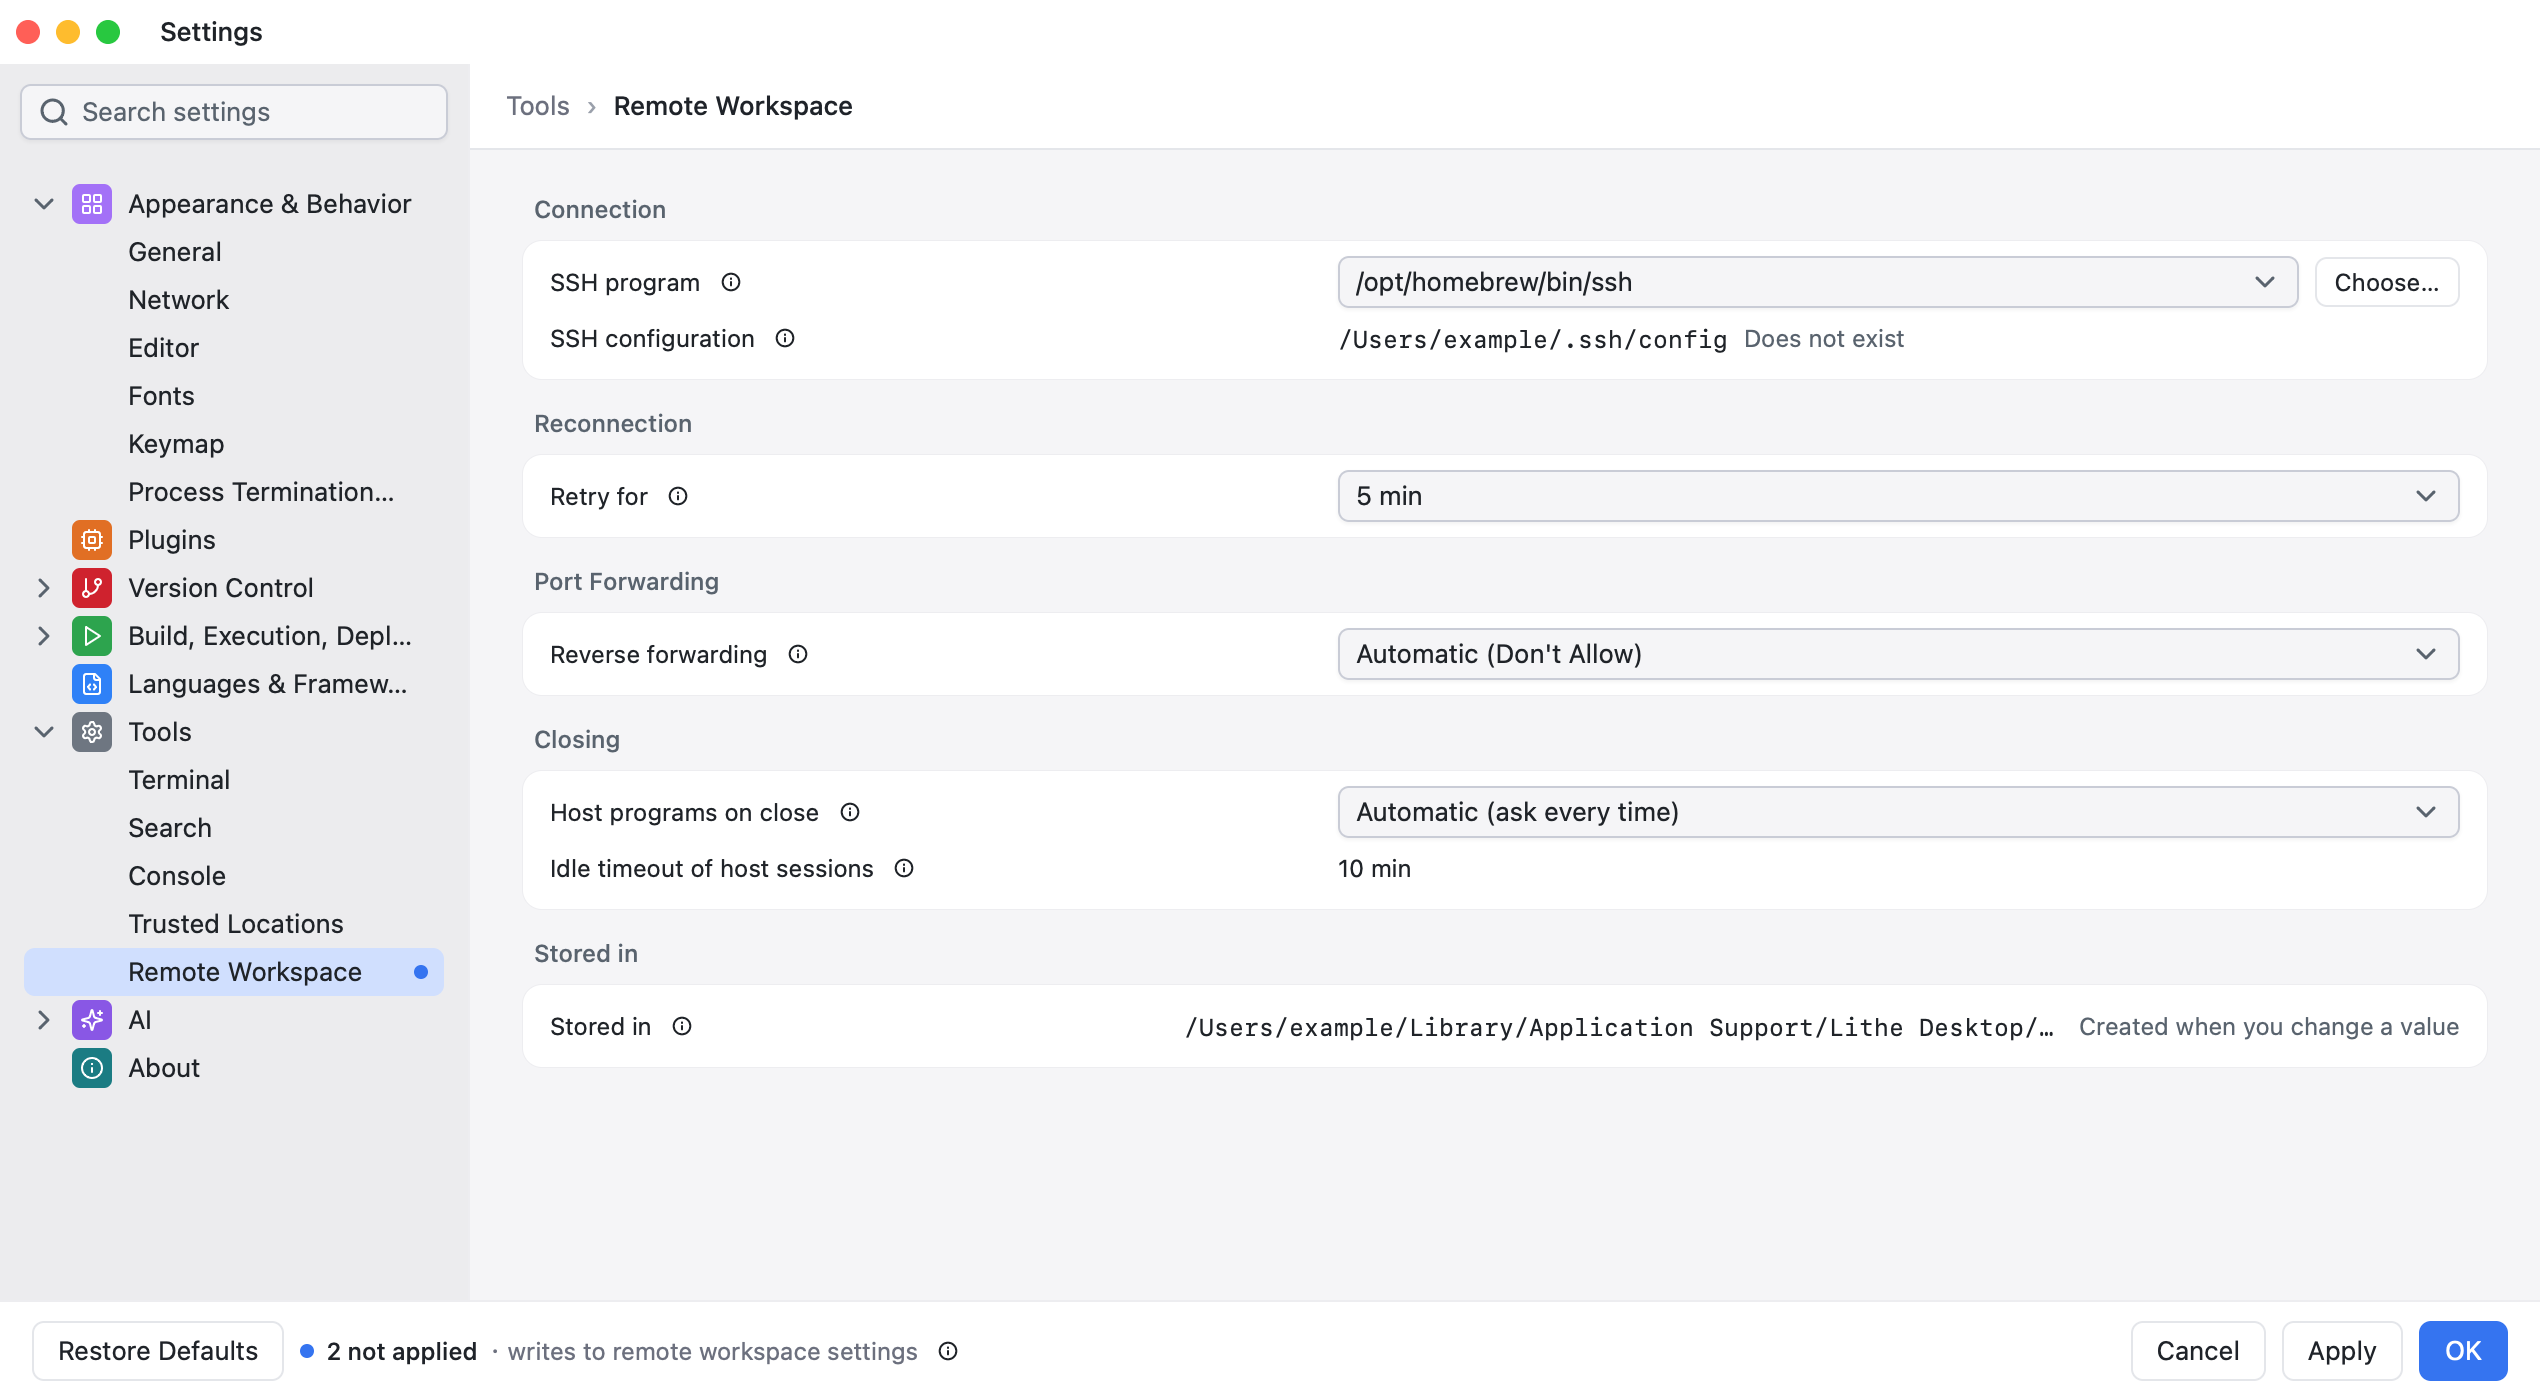 Settings
Search settings
Appearance & Behavior
General
Network
Editor
Fonts
Keymap
Process Termination...
Plugins
Version Control
Build, Execution, Depl...
Languages & Framew...
Tools
Terminal
Search
Console
Trusted Locations
Remote Workspace
AI
About
Tools › Remote Workspace
Connection
SSH program /opt/homebrew/bin/ssh Choose...
SSH configuration /Users/example/.ssh/config Does not exist
Reconnection
Retry for 5 min
Port Forwarding
Reverse forwarding Automatic (Don't Allow)
Closing
Host programs on close Automatic (ask every time)
Idle timeout of host sessions 10 min
Stored in
Stored in /Users/example/Library/Application Support/Lithe Desktop/… Created when you change a value
Restore Defaults 2 not applied · writes to remote workspace settings Cancel Apply OK